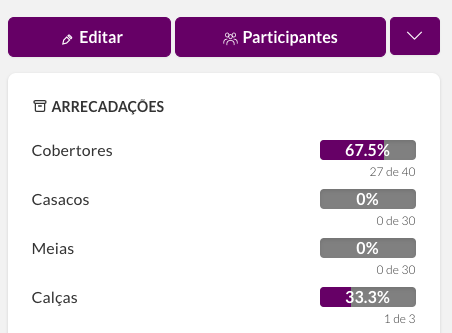 Editar
Participantes
ARRECADAÇÕES
Cobertores
67.5%
27 de 40
Casacos
0%
0 de 30
Meias
0%
0 de 30
Calças
33.3%
1 de 3